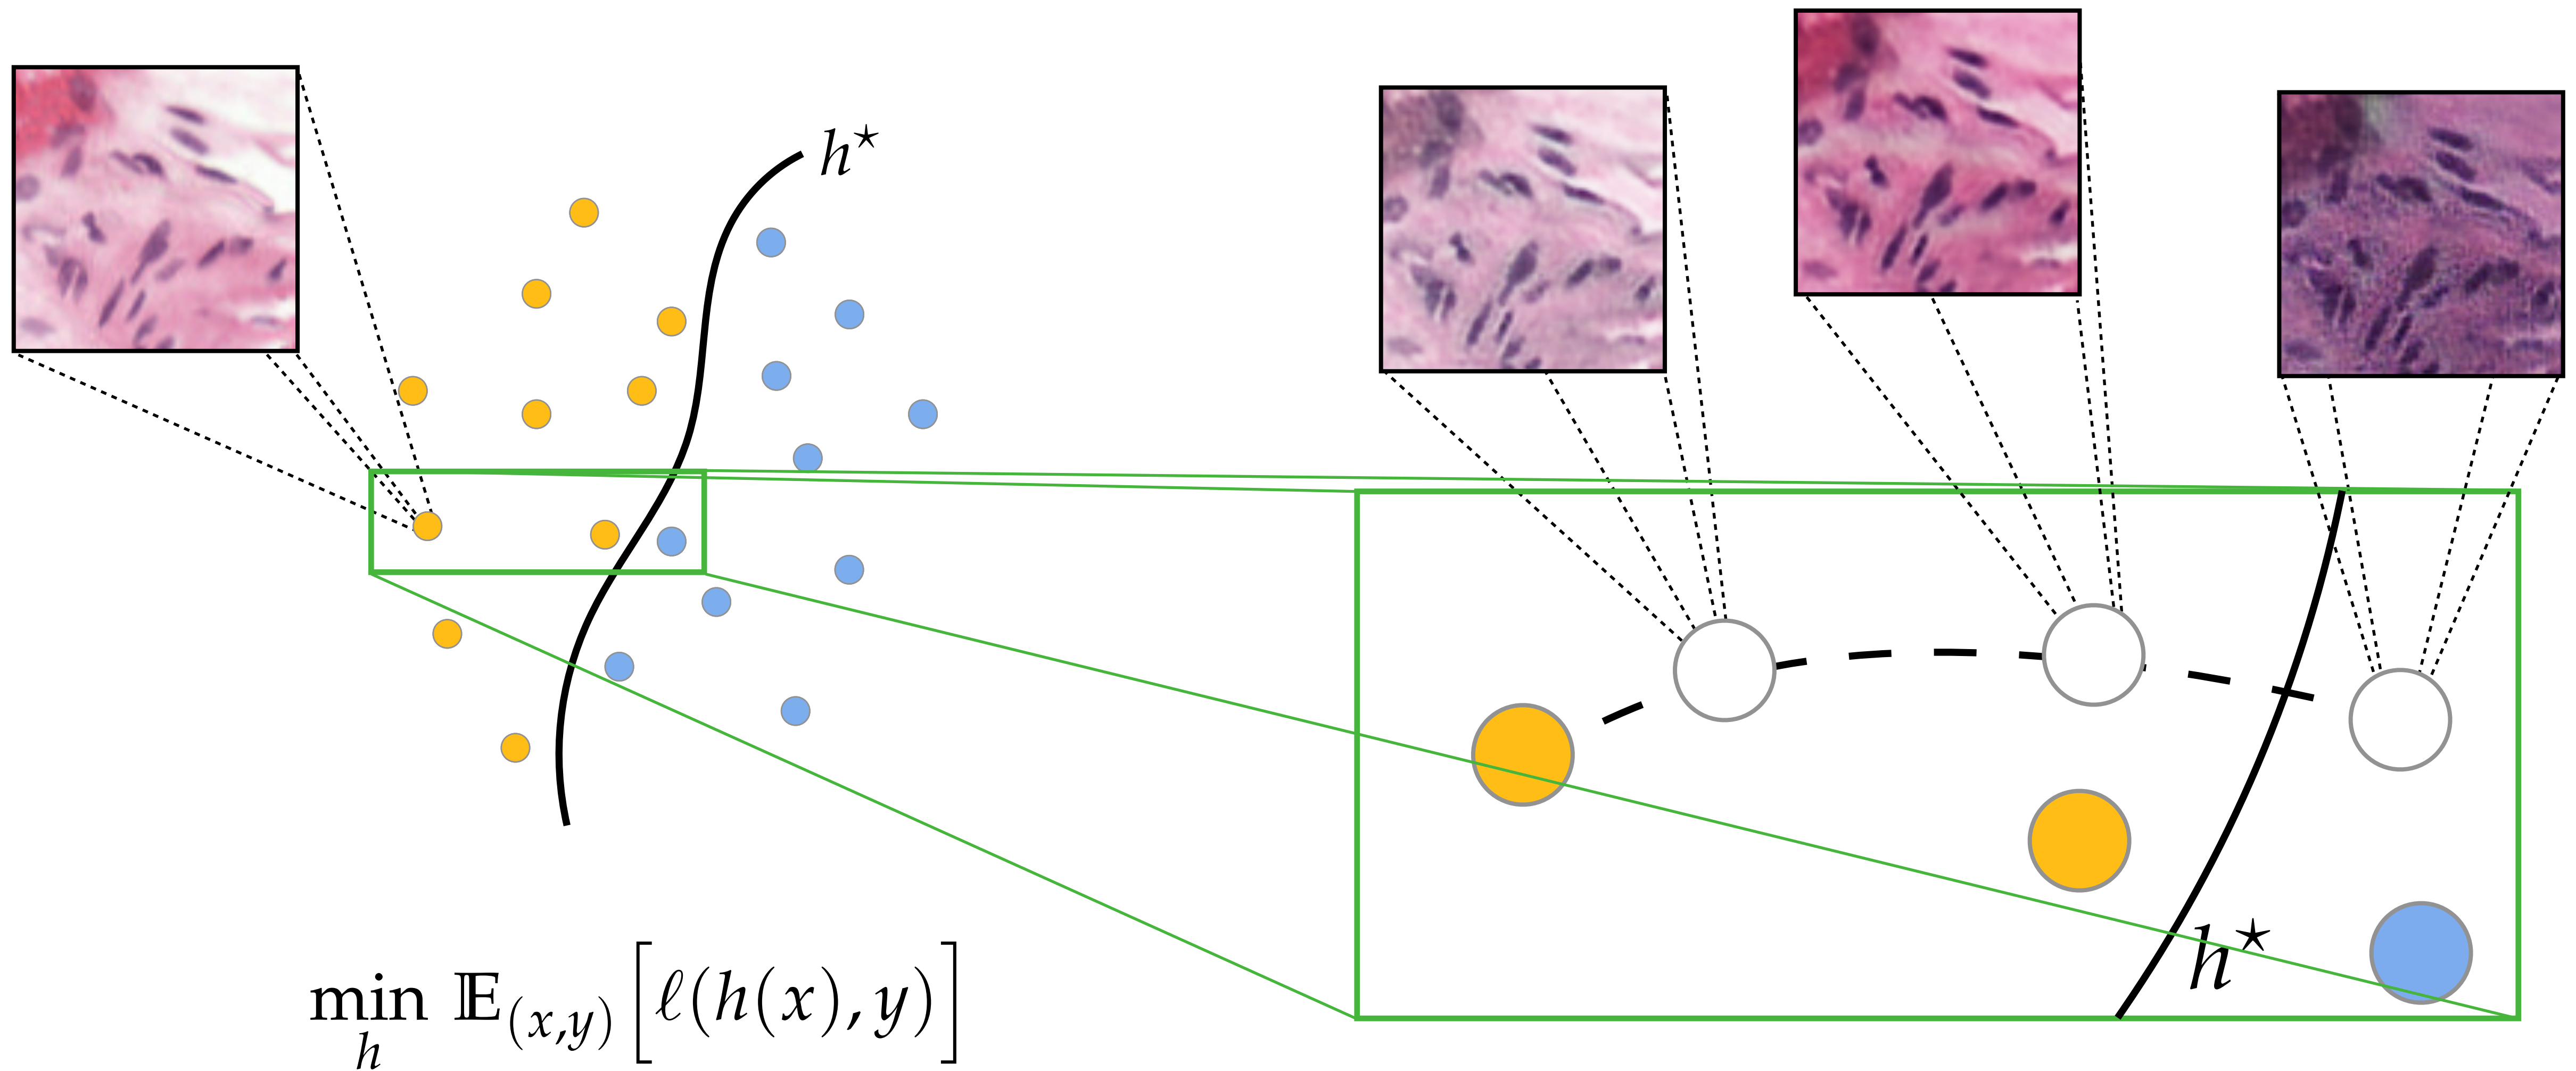 h⋆
h⋆
min_h 𝔼_(x,y) [ℓ(h(x), y)]